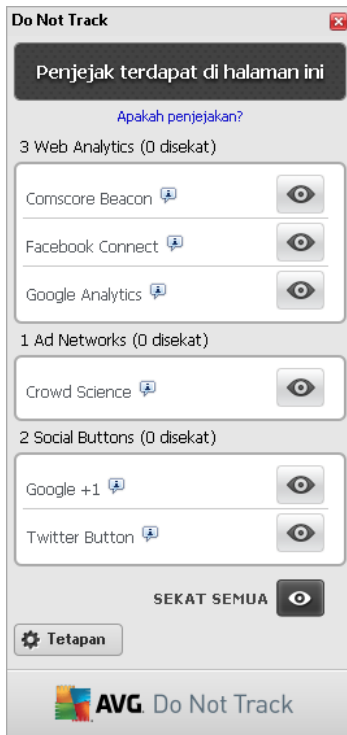 Do Not Track
Penjejak terdapat di halaman ini
Apakah penjejakan?
3 Web Analytics (0 disekat)
Comscore Beacon
Facebook Connect
Google Analytics
1 Ad Networks (0 disekat)
Crowd Science
2 Social Buttons (0 disekat)
Google +1
Twitter Button
SEKAT SEMUA
Tetapan
AVG. Do Not Track